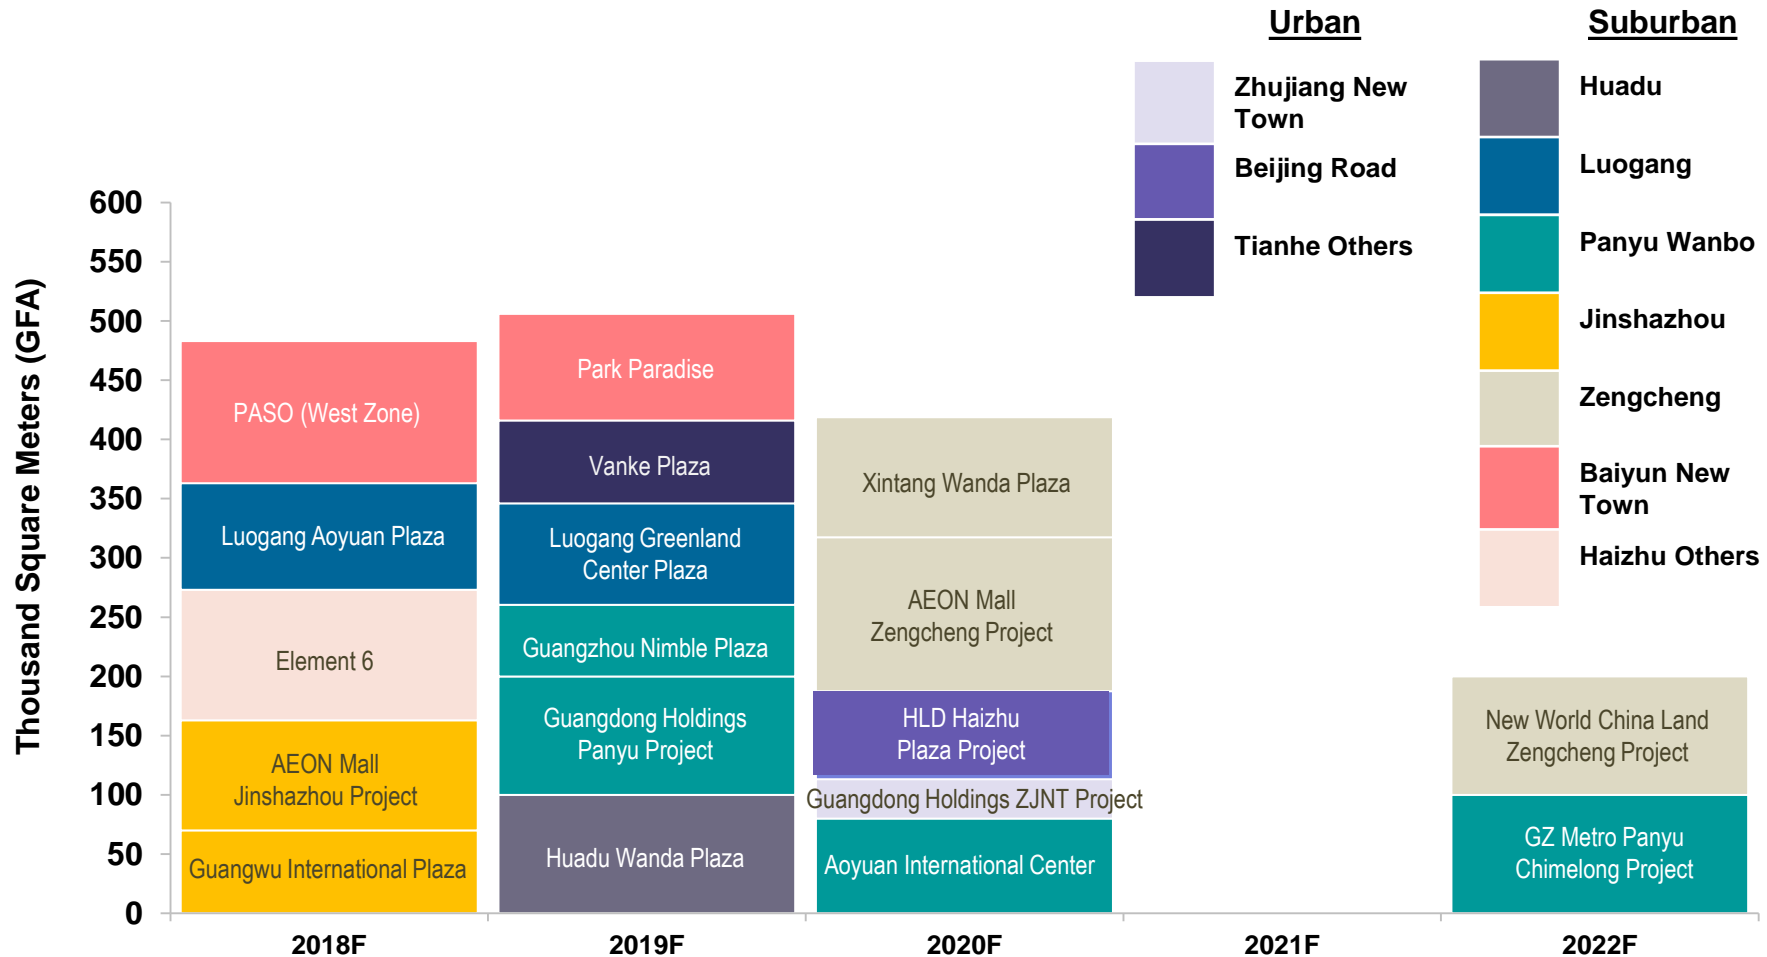 Urban
Suburban
Zhujiang New
Town
Beijing Road
Tianhe Others
Huadu
Luogang
Panyu Wanbo
Jinshazhou
Zengcheng
Baiyun New
Town
Haizhu Others
Thousand Square Meters (GFA)
600
550
500
450
400
350
300
250
200
150
100
50
0
PASO (West Zone)
Luogang Aoyuan Plaza
Element 6
AEON Mall
Jinshazhou Project
Guangwu International Plaza
Park Paradise
Vanke Plaza
Luogang Greenland
Center Plaza
Guangzhou Nimble Plaza
Guangdong Holdings
Panyu Project
Huadu Wanda Plaza
Xintang Wanda Plaza
AEON Mall
Zengcheng Project
HLD Haizhu
Plaza Project
Guangdong Holdings ZJNT Project
Aoyuan International Center
New World China Land
Zengcheng Project
GZ Metro Panyu
Chimelong Project
2018F
2019F
2020F
2021F
2022F